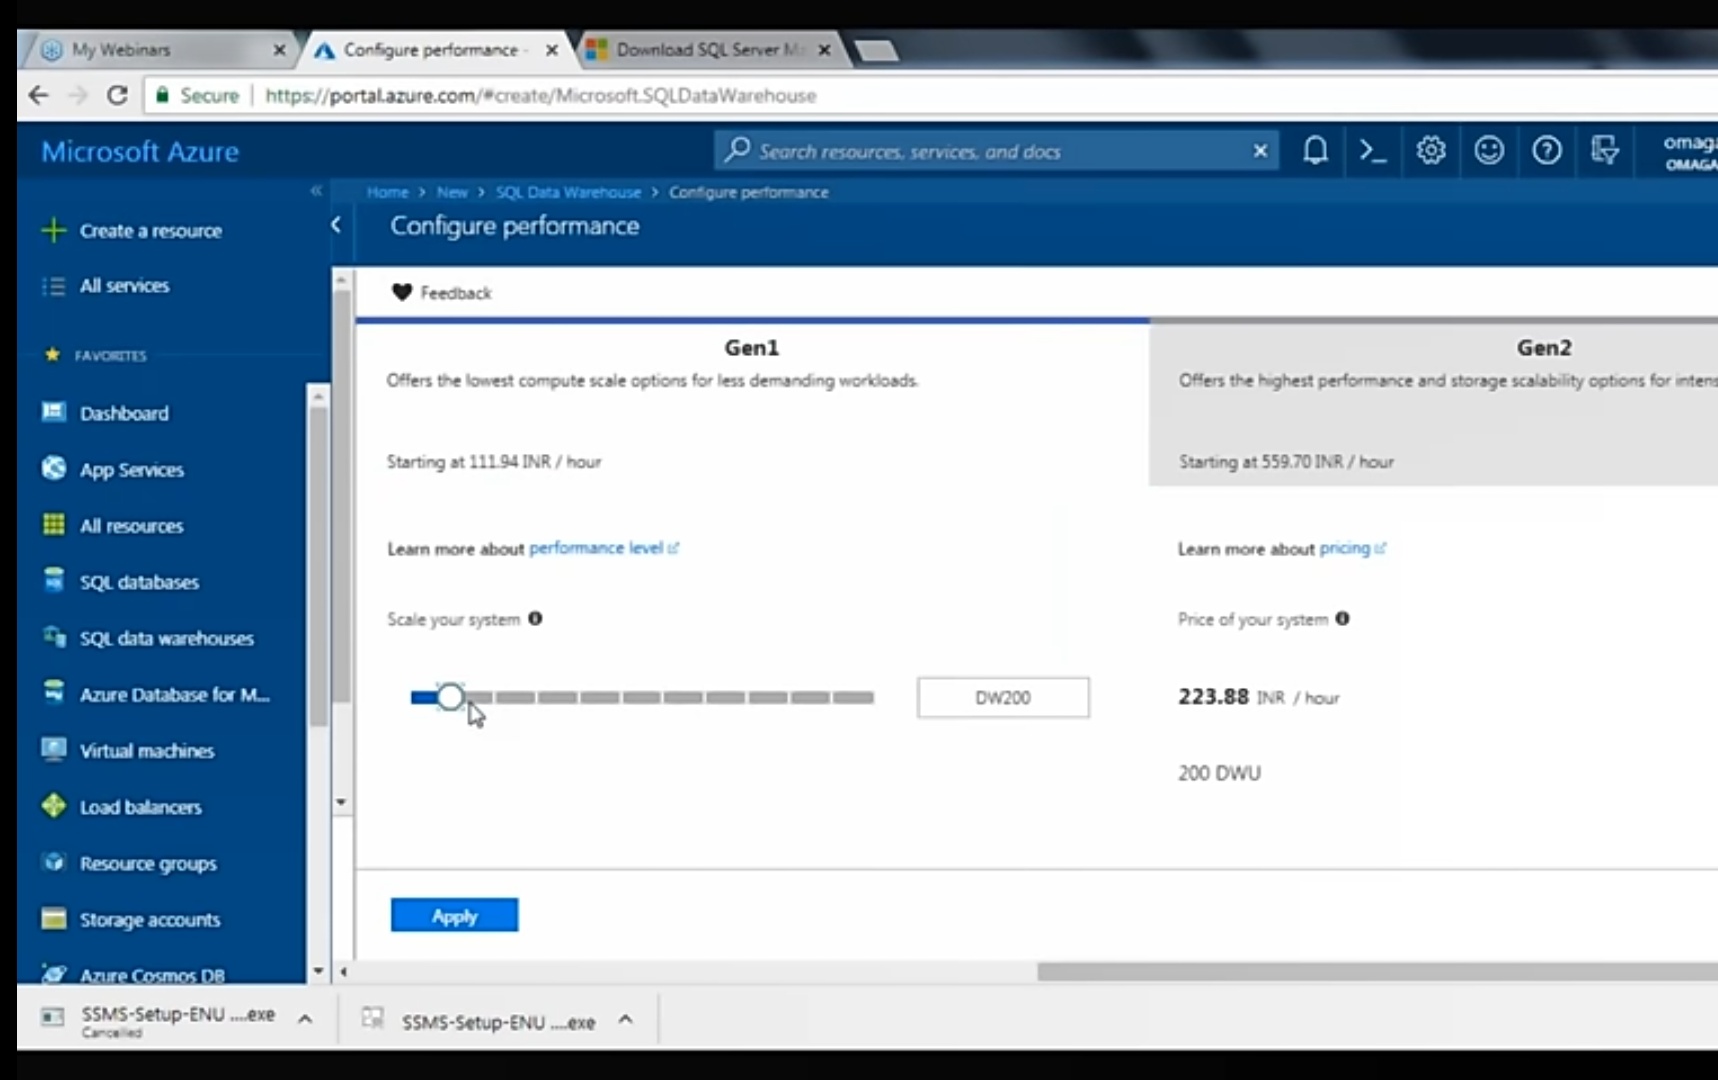 My Webinars
Configure performance -
Download SQL Server Ma
Secure | https://portal.azure.com/#create/Microsoft.SQLDataWarehouse
Microsoft Azure
Search resources, services, and docs
omaga
OMAGA
Home > New > SQL Data Warehouse > Configure performance
Create a resource
Configure performance
All services
Feedback
FAVORITES
Gen1
Gen2
Offers the lowest compute scale options for less demanding workloads.
Offers the highest performance and storage scalability options for intens
Dashboard
App Services
Starting at 111.94 INR / hour
Starting at 559.70 INR / hour
All resources
Learn more about performance level
Learn more about pricing
SQL databases
Scale your system
Price of your system
SQL data warehouses
Azure Database for M...
DW200
223.88 INR / hour
Virtual machines
200 DWU
Load balancers
Resource groups
Storage accounts
Apply
Azure Cosmos DB
SSMS-Setup-ENU ....exe
Cancelled
SSMS-Setup-ENU ....exe